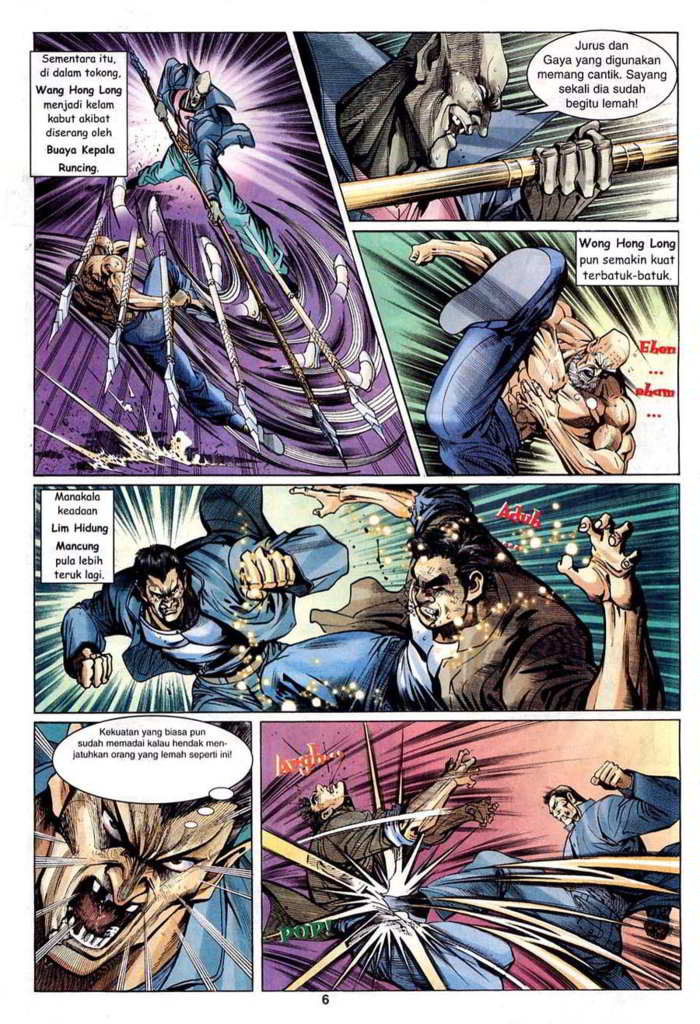 Sementara itu,
di dalam tokong,
Wang Hong Long
menjadi kelam
kabut akibat
diserang oleh
Buaya Kepala
Runcing.
Jurus dan
Gaya yang digunakan
memang cantik. Sayang
sekali dia sudah
begitu lemah!
Wong Hong Long
pun semakin kuat
terbatuk-batuk.
...
...
Manakala
keadaan
Lim Hidung
Mancung
pula lebih
teruk lagi.
Aduh
...
Kekuatan yang biasa pun
sudah memadai kalau hendak men-
jatuhkan orang yang lemah seperti ini!
POP!
6